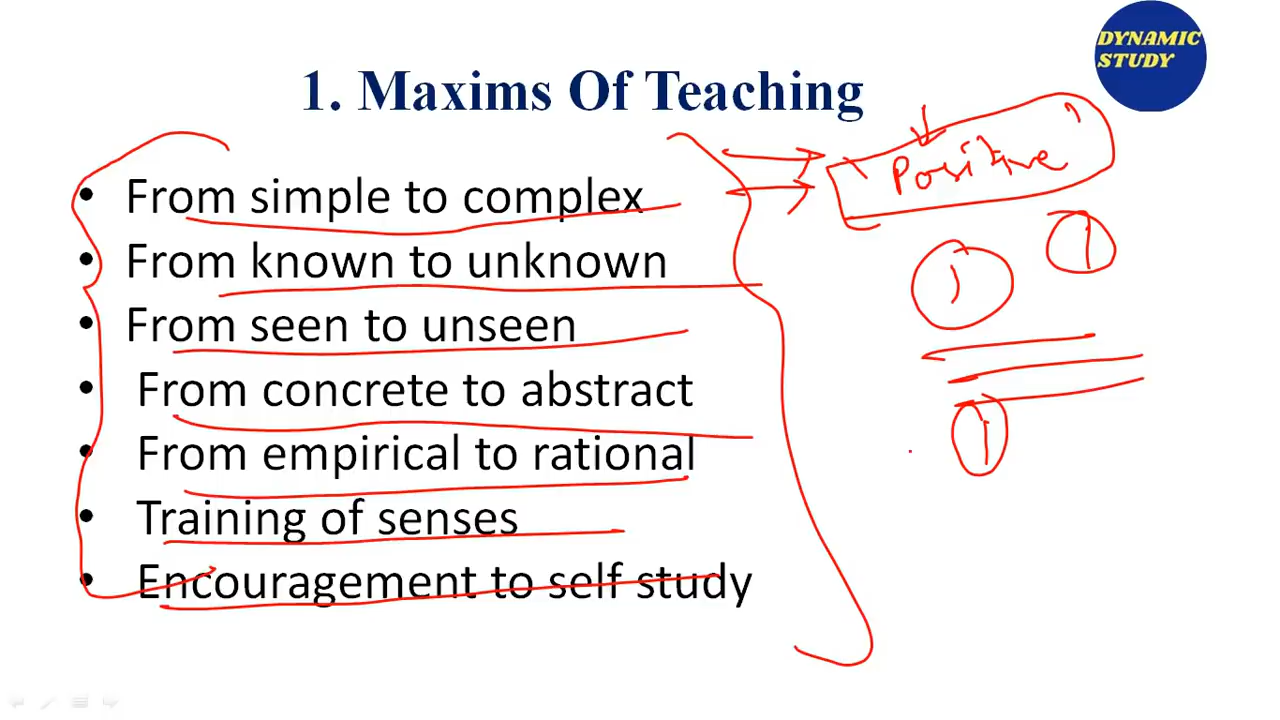 DYNAMIC
STUDY
1. Maxims Of Teaching
Positive
• From simple to complex
• From known to unknown
• From seen to unseen
• From concrete to abstract
• From empirical to rational
• Training of senses
• Encouragement to self study